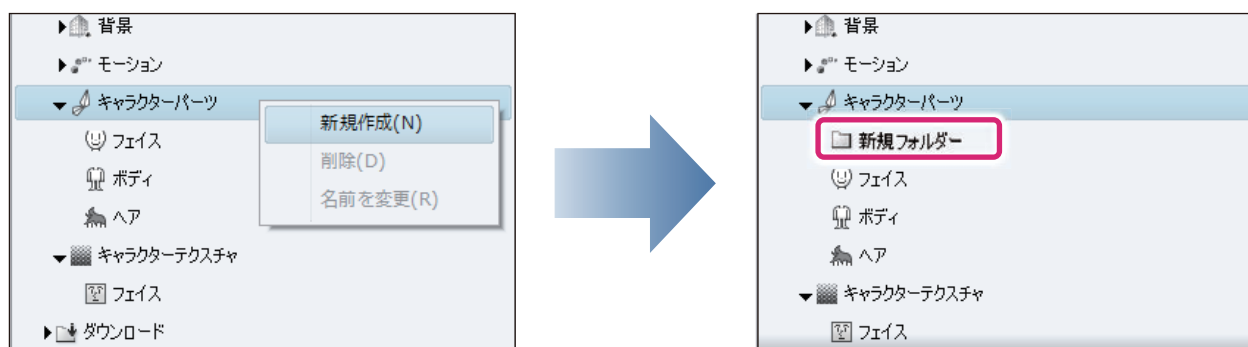 背景
モーション
キャラクターパーツ
フェイス
ボディ
ヘア
キャラクターテクスチャ
フェイス
ダウンロード
新規作成(N)
削除(D)
名前を変更(R)
背景
モーション
キャラクターパーツ
新規フォルダー
フェイス
ボディ
ヘア
キャラクターテクスチャ
フェイス